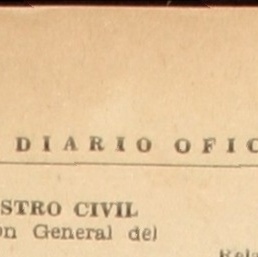 DIARIO OFIC
STRO CIVIL
on General del